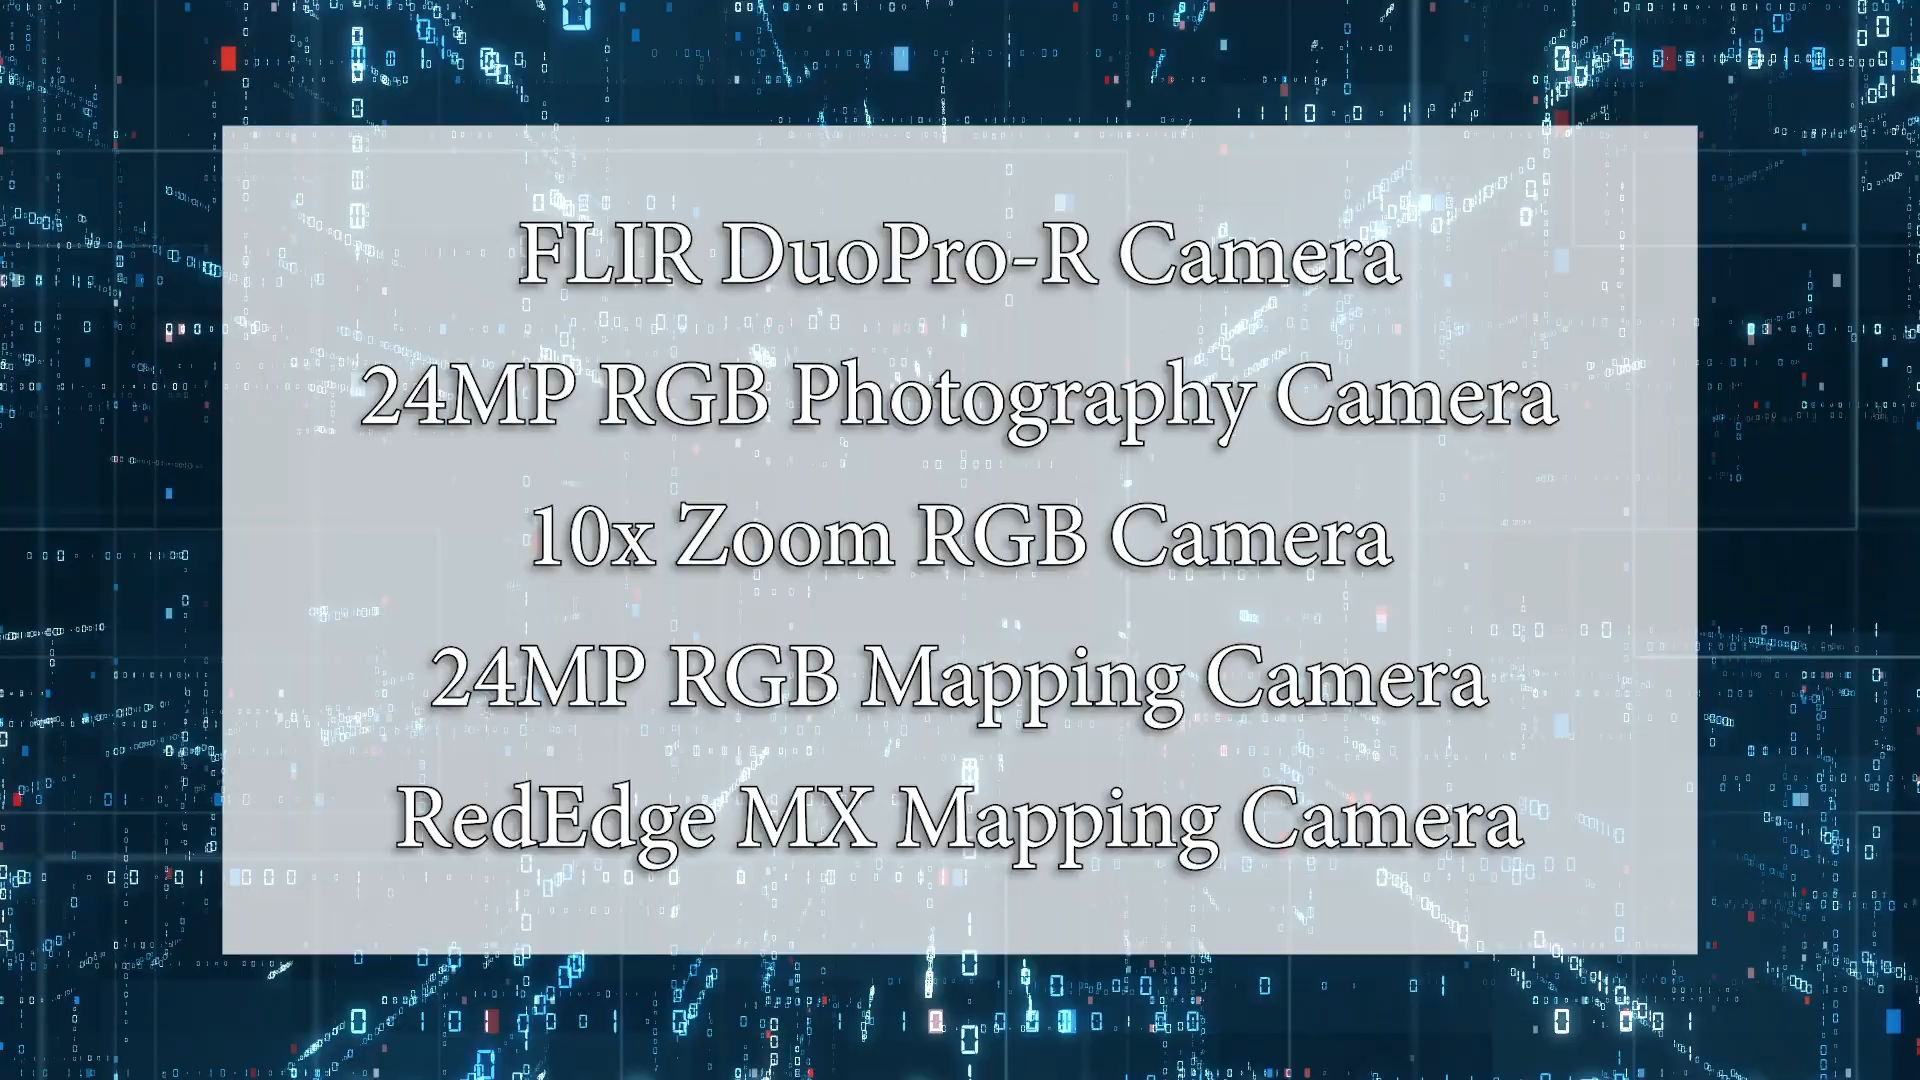 FLIR DuoPro-R Camera
24MP RGB Photography Camera
10x Zoom RGB Camera
24MP RGB Mapping Camera
RedEdge MX Mapping Camera